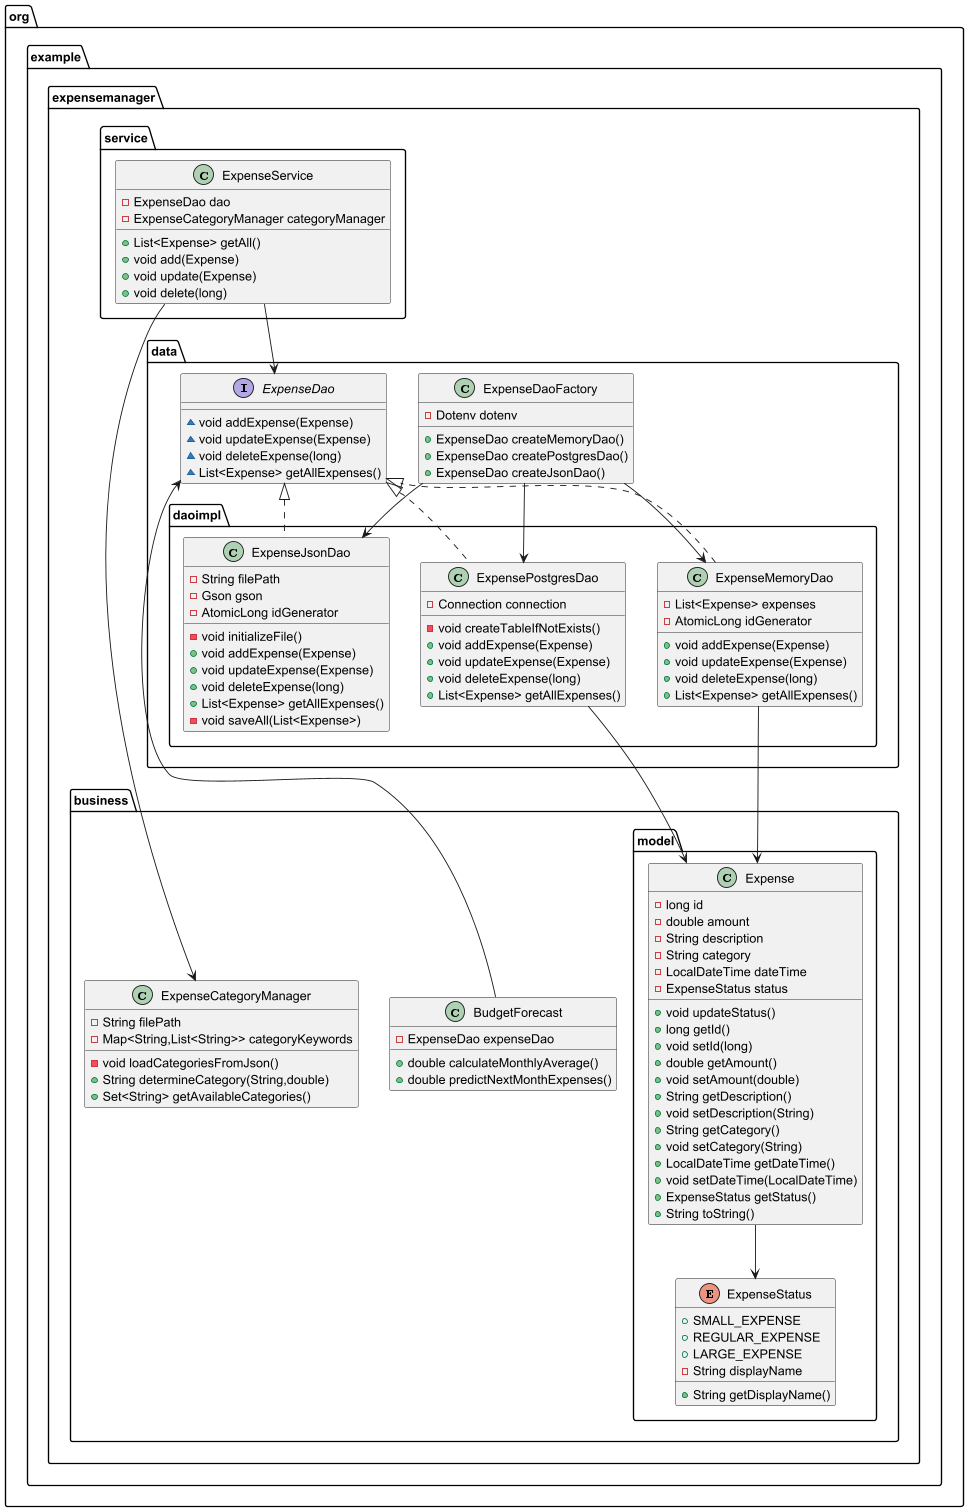 org
example
expensemanager
service
C ExpenseService
ExpenseDao dao
ExpenseCategoryManager categoryManager
List<Expense> getAll()
void add(Expense)
void update(Expense)
void delete(long)
data
I ExpenseDao
void addExpense(Expense)
void updateExpense(Expense)
void deleteExpense(long)
List<Expense> getAllExpenses()
C ExpenseDaoFactory
Dotenv dotenv
ExpenseDao createMemoryDao()
ExpenseDao createPostgresDao()
ExpenseDao createJsonDao()
daoimpl
C ExpenseJsonDao
String filePath
Gson gson
AtomicLong idGenerator
void initializeFile()
void addExpense(Expense)
void updateExpense(Expense)
void deleteExpense(long)
List<Expense> getAllExpenses()
void saveAll(List<Expense>)
C ExpensePostgresDao
Connection connection
void createTableIfNotExists()
void addExpense(Expense)
void updateExpense(Expense)
void deleteExpense(long)
List<Expense> getAllExpenses()
C ExpenseMemoryDao
List<Expense> expenses
AtomicLong idGenerator
void addExpense(Expense)
void updateExpense(Expense)
void deleteExpense(long)
List<Expense> getAllExpenses()
business
C ExpenseCategoryManager
String filePath
Map<String,List<String>> categoryKeywords
void loadCategoriesFromJson()
String determineCategory(String,double)
Set<String> getAvailableCategories()
C BudgetForecast
ExpenseDao expenseDao
double calculateMonthlyAverage()
double predictNextMonthExpenses()
model
C Expense
long id
double amount
String description
String category
LocalDateTime dateTime
ExpenseStatus status
void updateStatus()
long getId()
void setId(long)
double getAmount()
void setAmount(double)
String getDescription()
void setDescription(String)
String getCategory()
void setCategory(String)
LocalDateTime getDateTime()
void setDateTime(LocalDateTime)
ExpenseStatus getStatus()
String toString()
E ExpenseStatus
SMALL_EXPENSE
REGULAR_EXPENSE
LARGE_EXPENSE
String displayName
String getDisplayName()